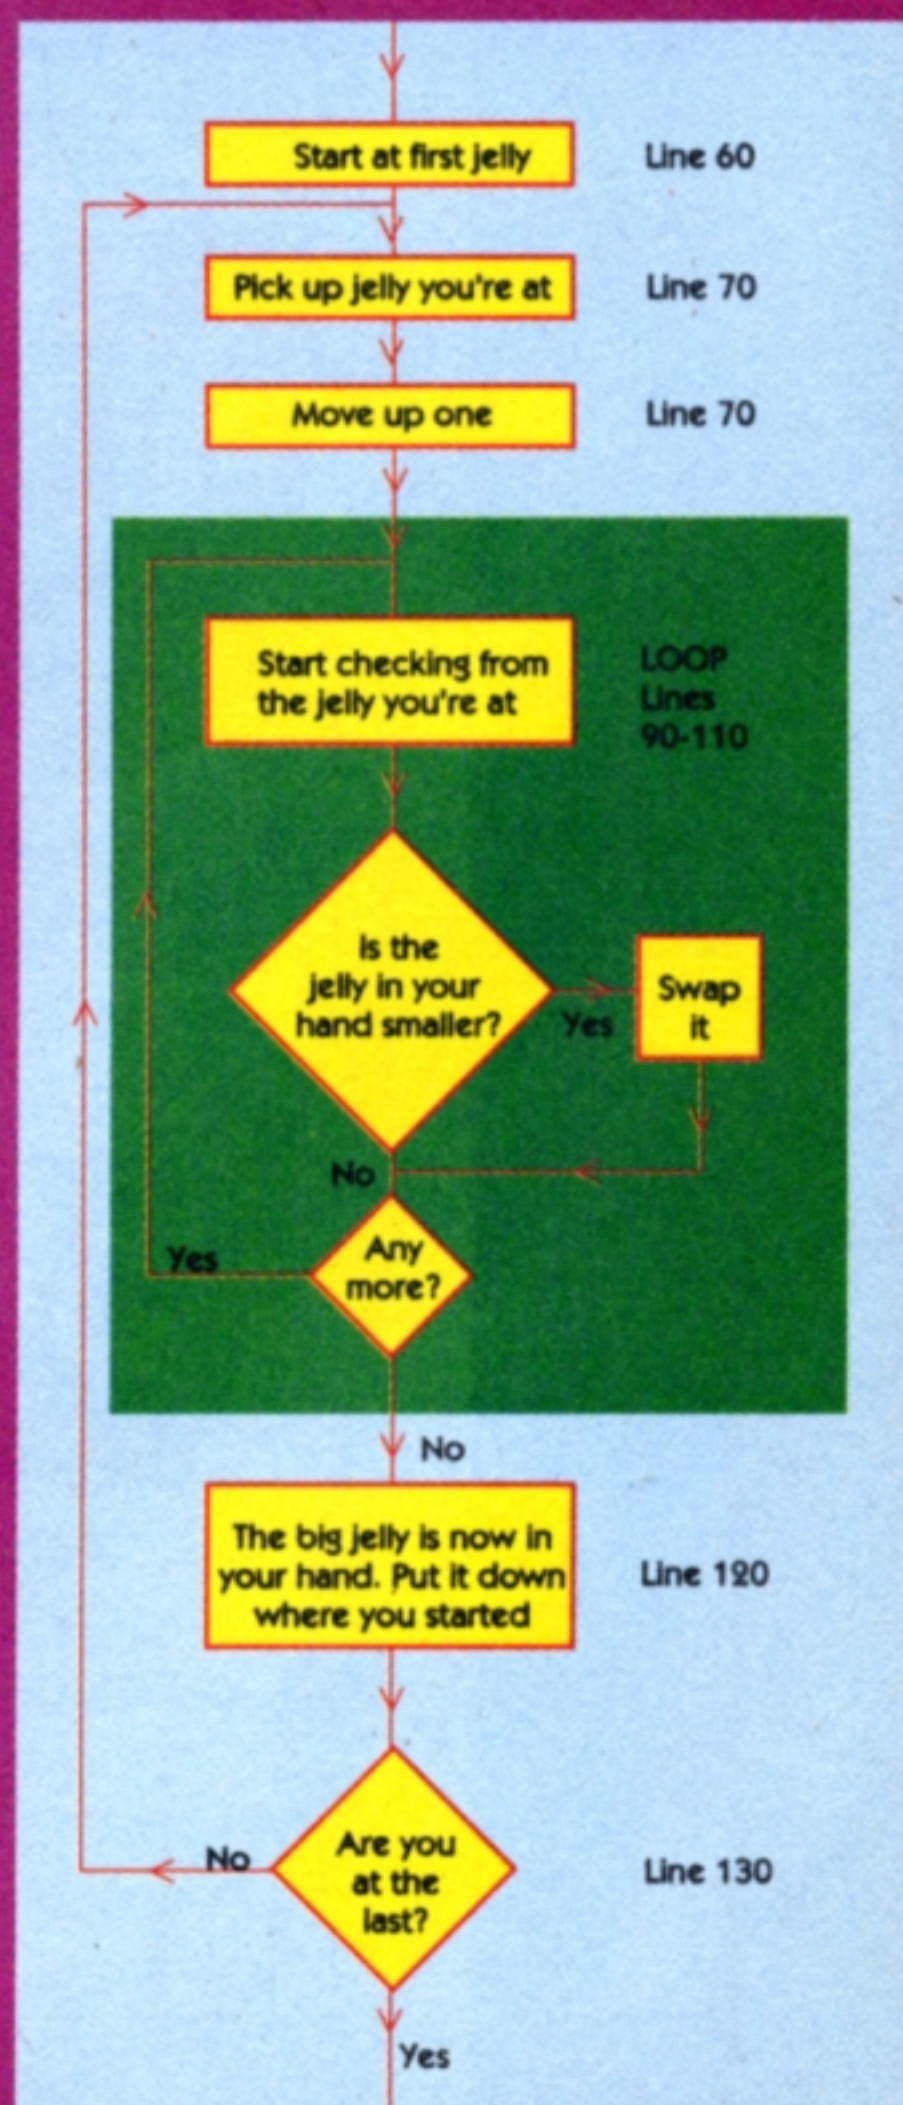 Start at first jelly
Line 60
Pick up jelly you're at
Line 70
Move up one
Line 70
Start checking from
the jelly you're at
LOOP
Lines
90-110
Is the
jelly in your
hand smaller?
Yes
Swap
it
No
Any
more?
Yes
No
The big jelly is now in
your hand. Put it down
where you started
Line 120
Are you
at the
last?
No
Line 130
Yes